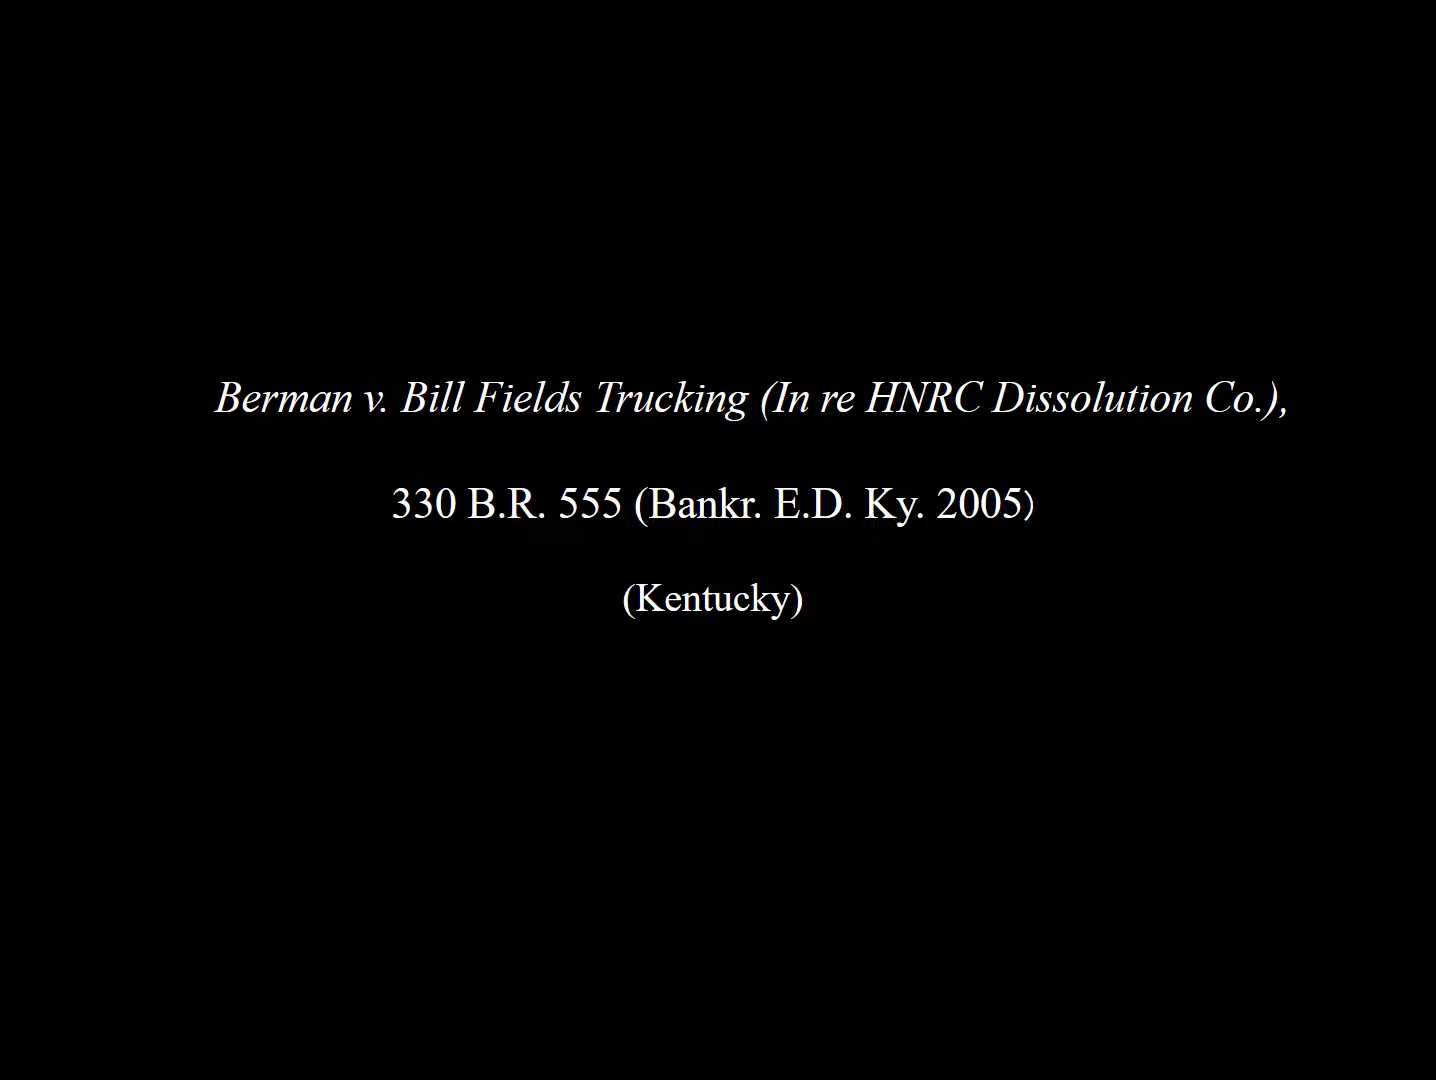 Berman v. Bill Fields Trucking (In re HNRC Dissolution Co.),
330 B.R. 555 (Bankr. E.D. Ky. 2005)
(Kentucky)